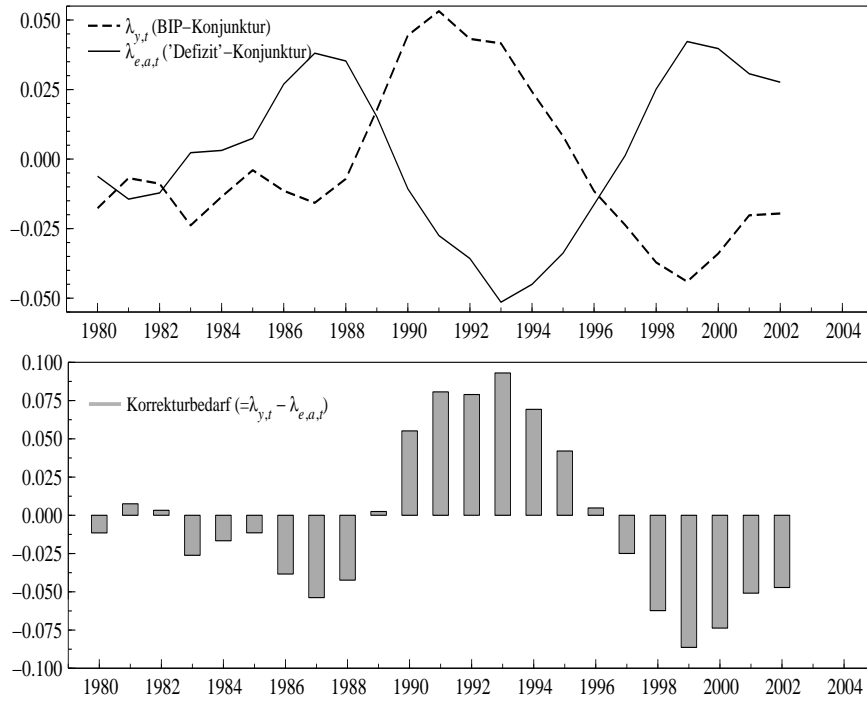 0.050
0.025
0.000
−0.025
−0.050
λy,t (BIP−Konjunktur)
λe,a,t ('Defizit'−Konjunktur)
1980 1982 1984 1986 1988 1990 1992 1994 1996 1998 2000 2002 2004
0.100
0.075
0.050
0.025
0.000
−0.025
−0.050
−0.075
−0.100
Korrekturbedarf (=λy,t − λe,a,t)
1980 1982 1984 1986 1988 1990 1992 1994 1996 1998 2000 2002 2004